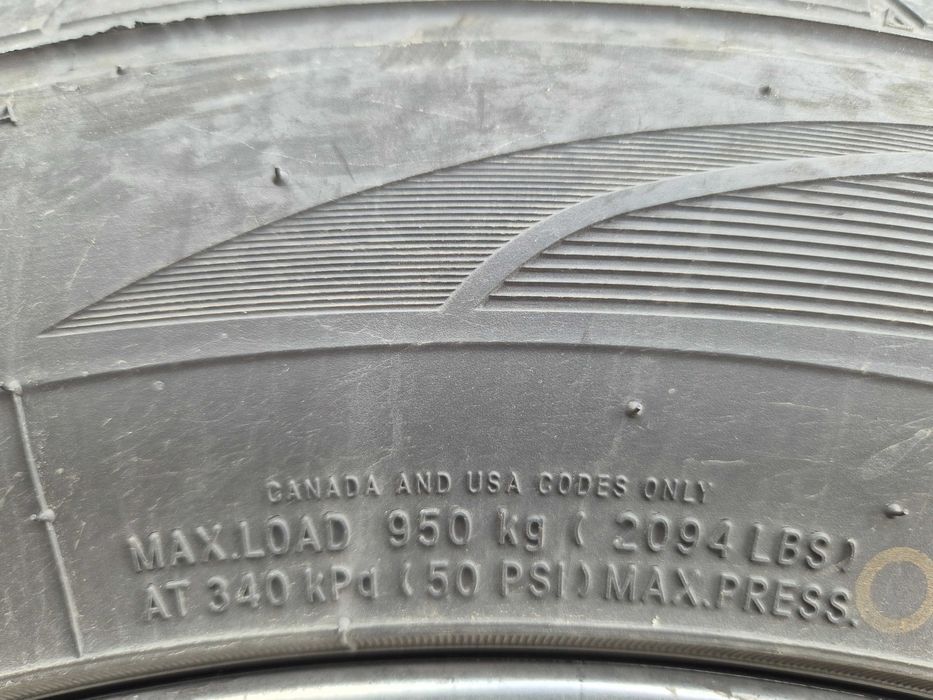 CANADA AND USA CODES ONLY
MAX.LOAD 950 kg ( 2094 LBS)
AT 340 kPa (50 PSI) MAX.PRESS.